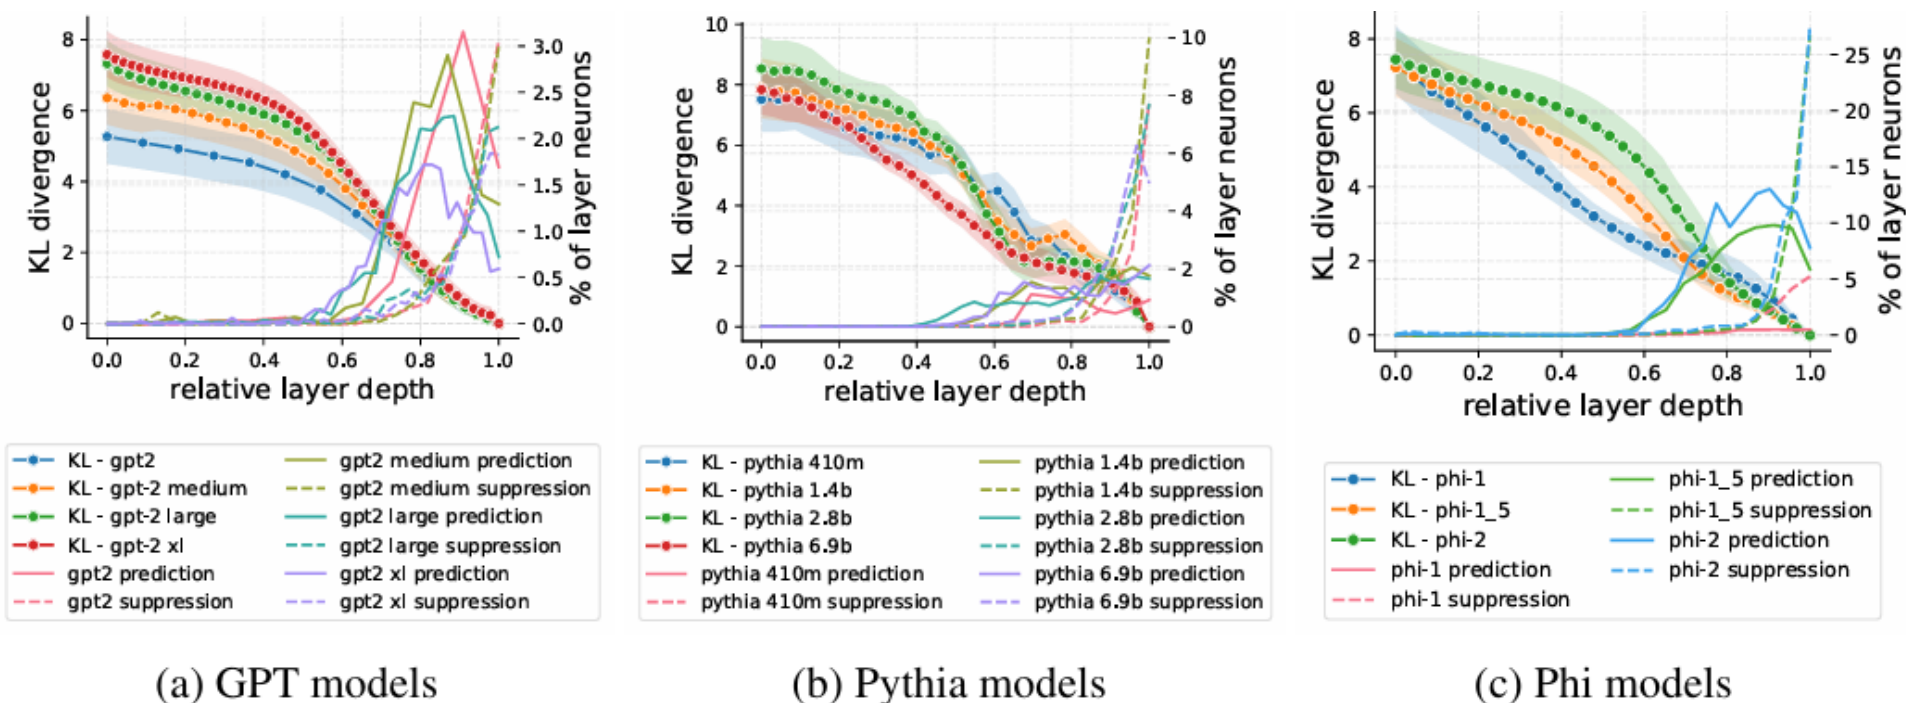 KL divergence
8
6
4
2
0
0.0 0.2 0.4 0.6 0.8 1.0
relative layer depth
3.0
2.5
2.0
1.5
1.0
0.5
0.0
% of layer neurons
KL - gpt2
KL - gpt-2 medium
KL - gpt-2 large
KL - gpt-2 xl
gpt2 prediction
gpt2 suppression
gpt2 medium prediction
gpt2 medium suppression
gpt2 large prediction
gpt2 large suppression
gpt2 xl prediction
gpt2 xl suppression
(a) GPT models
KL divergence
10
8
6
4
2
0
0.0 0.2 0.4 0.6 0.8 1.0
relative layer depth
10
8
6
4
2
0
% of layer neurons
KL - pythia 410m
KL - pythia 1.4b
KL - pythia 2.8b
KL - pythia 6.9b
pythia 410m prediction
pythia 410m suppression
pythia 1.4b prediction
pythia 1.4b suppression
pythia 2.8b prediction
pythia 2.8b suppression
pythia 6.9b prediction
pythia 6.9b suppression
(b) Pythia models
KL divergence
8
6
4
2
0
0.0 0.2 0.4 0.6 0.8 1.0
relative layer depth
25
20
15
10
5
0
% of layer neurons
KL - phi-1
KL - phi-1_5
KL - phi-2
phi-1 prediction
phi-1 suppression
phi-1_5 prediction
phi-1_5 suppression
phi-2 prediction
phi-2 suppression
(c) Phi models